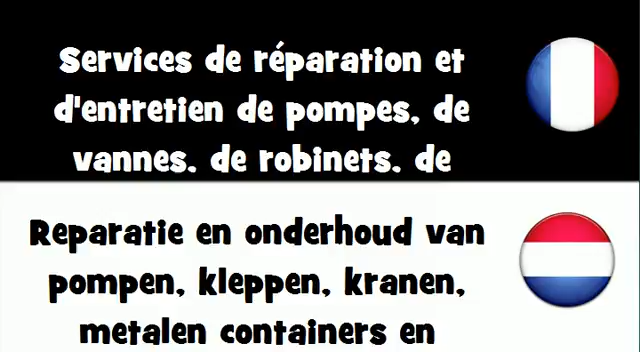 Services de réparation et
d'entretien de pompes, de
vannes, de robinets, de
Reparatie en onderhoud van
pompen, kleppen, kranen,
metalen containers en